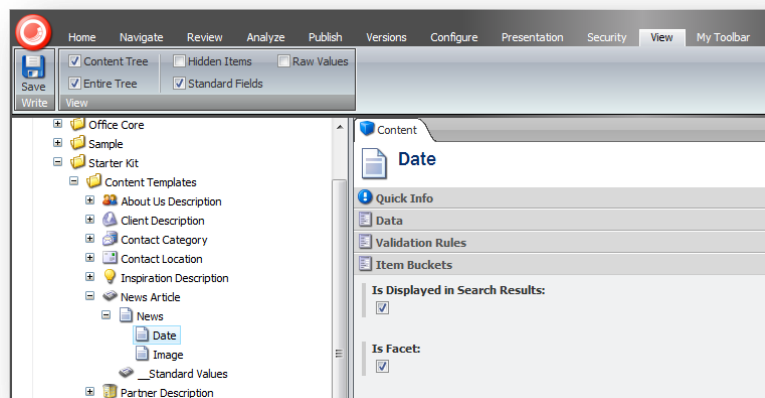 Home Navigate Review Analyze Publish Versions Configure Presentation Security View My Toolbar
Save
Write
Content Tree Hidden Items Raw Values
Entire Tree Standard Fields
View
Office Core
Sample
Starter Kit
Content Templates
About Us Description
Client Description
Contact Category
Contact Location
Inspiration Description
News Article
News
Date
Image
__Standard Values
Partner Description
Content
Date
Quick Info
Data
Validation Rules
Item Buckets
Is Displayed in Search Results:
Is Facet: